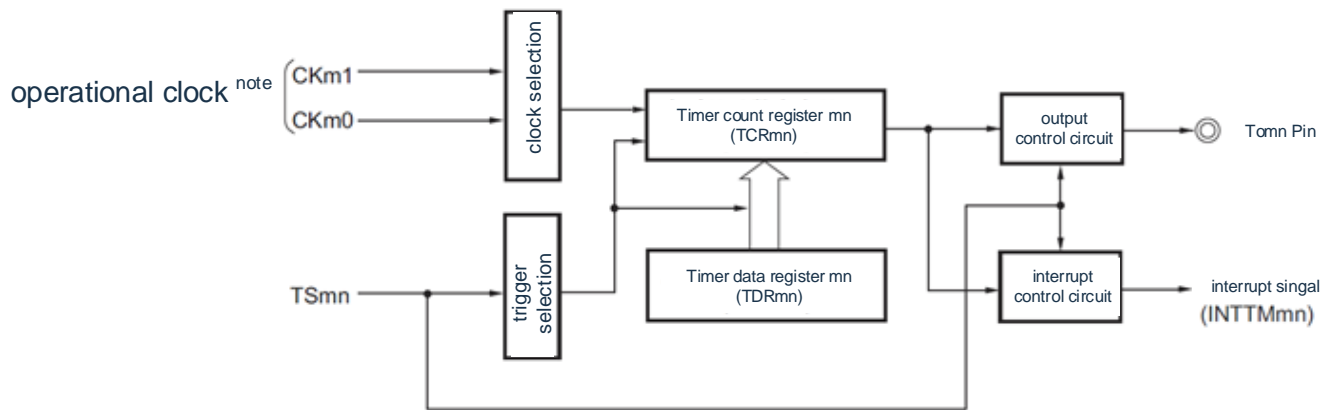 operational clock note
CKm1
CKm0
clock selection
Timer count register mn
(TCRmn)
output
control circuit
Tomn Pin
TSmn
trigger
selection
Timer data register mn
(TDRmn)
interrupt
control circuit
interrupt singal
(INTTMmn)